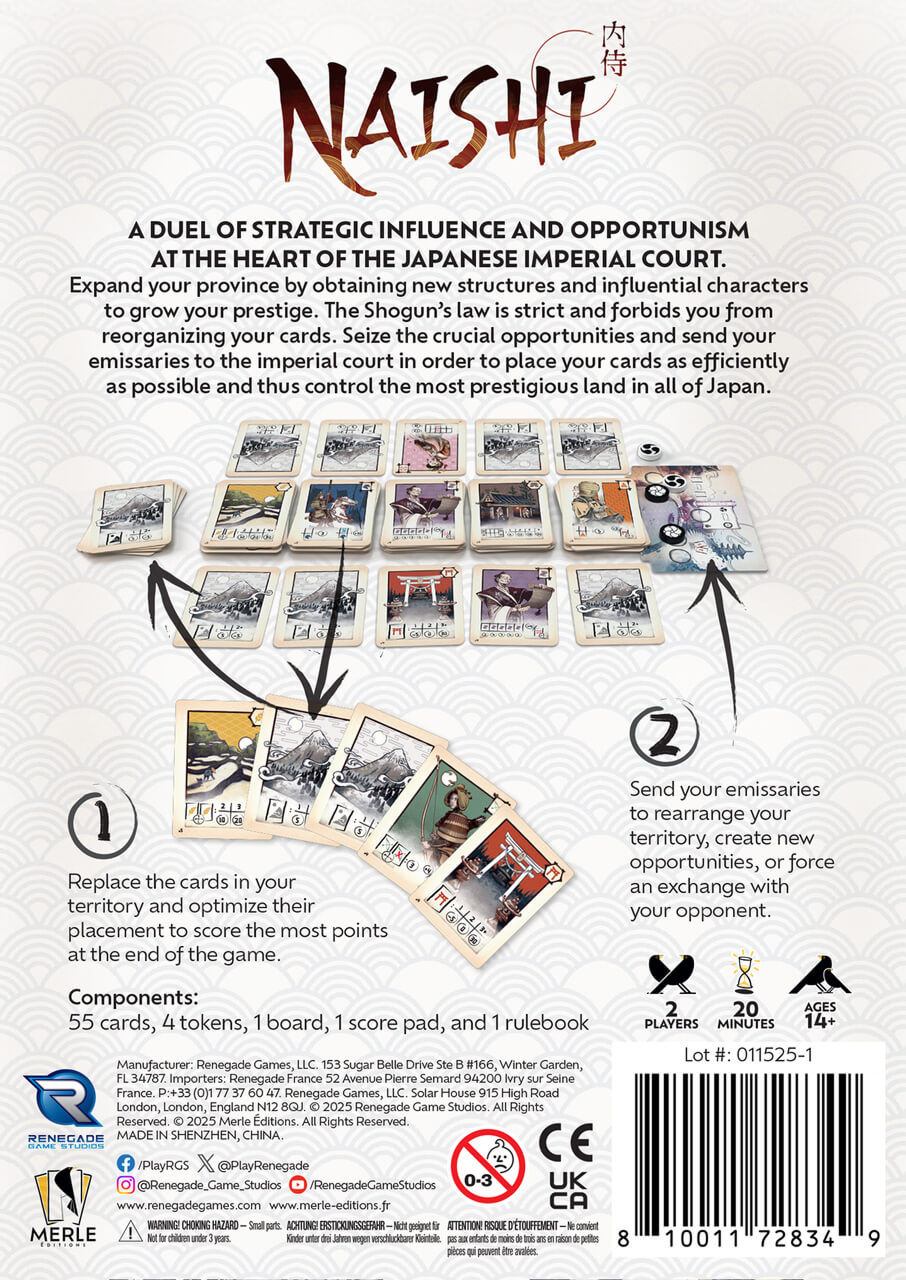 内侍
NAISHI
A DUEL OF STRATEGIC INFLUENCE AND OPPORTUNISM
AT THE HEART OF THE JAPANESE IMPERIAL COURT.
Expand your province by obtaining new structures and influential characters
to grow your prestige. The Shogun's law is strict and forbids you from
reorganizing your cards. Seize the crucial opportunities and send your
emissaries to the imperial court in order to place your cards as efficiently
as possible and thus control the most prestigious land in all of Japan.
1
Replace the cards in your
territory and optimize their
placement to score the most points
at the end of the game.
2
Send your emissaries
to rearrange your
territory, create new
opportunities, or force
an exchange with
your opponent.
Components:
55 cards, 4 tokens, 1 board, 1 score pad, and 1 rulebook
2
PLAYERS
20
MINUTES
AGES
14+
Lot #: 011525-1
RENEGADE
GAME STUDIOS
Manufacturer: Renegade Games, LLC. 153 Sugar Belle Drive Ste B #166, Winter Garden,
FL 34787. Importers: Renegade France 52 Avenue Pierre Semard 94200 Ivry sur Seine
France. P:+33 (0)1 77 37 60 47. Renegade Games, LLC. Solar House 915 High Road
London, London, England N12 8QJ. © 2025 Renegade Game Studios. All Rights
Reserved. © 2025 Merle Éditions. All Rights Reserved.
MADE IN SHENZHEN, CHINA.
/PlayRGS @PlayRenegade
@Renegade_Game_Studios /RenegadeGameStudios
www.renegadegames.com www.merle-editions.fr
MERLE
ÉDITIONS
0-3
CE
UK
CA
WARNING! CHOKING HAZARD — Small parts.
Not for children under 3 years.
ACHTUNG! ERSTICKUNGSGEFAHR — Nicht geeignet für
Kinder unter drei Jahren wegen verschluckbarer Kleinteile.
ATTENTION! RISQUE D'ÉTOUFFEMENT — Ne convient
pas aux enfants de moins de trois ans en raison de petites
pièces qui peuvent être avalées.
8 10011 72834 9